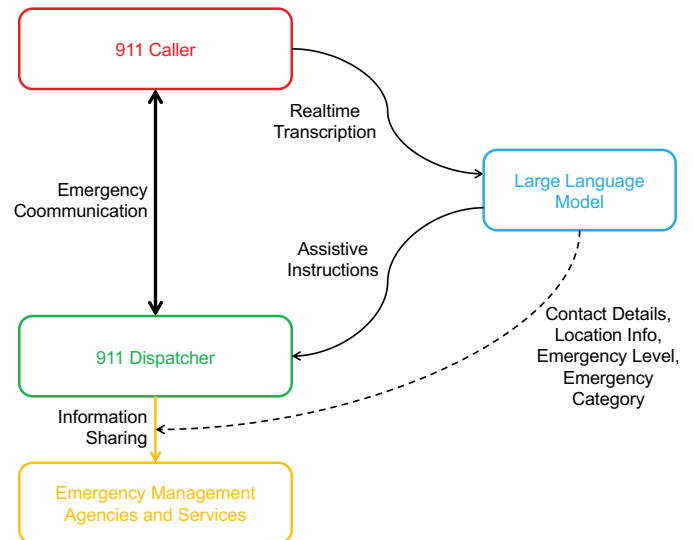 911 Caller
Realtime
Transcription
Large Language
Model
Emergency
Coommunication
Assistive
Instructions
Contact Details,
Location Info,
Emergency Level,
Emergency
Category
911 Dispatcher
Information
Sharing
Emergency Management
Agencies and Services